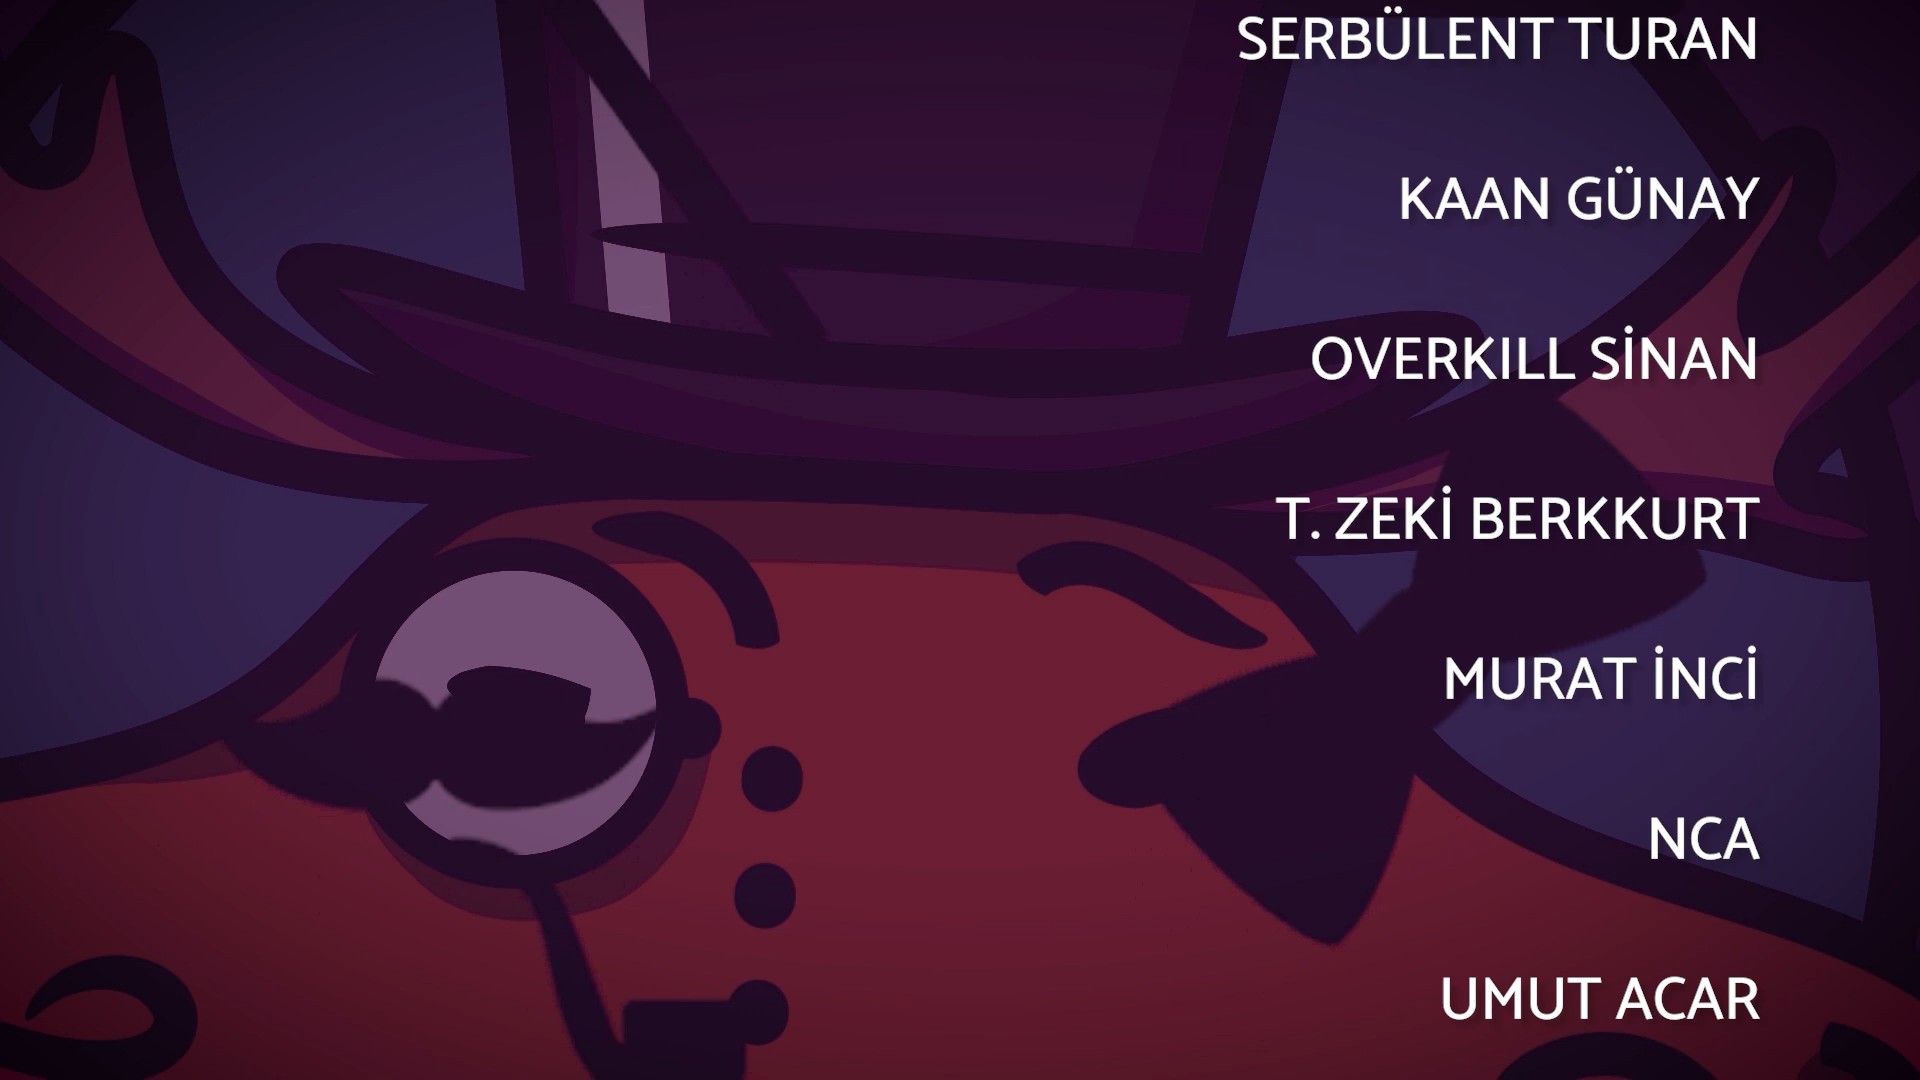 SERBÜLENT TURAN
KAAN GÜNAY
OVERKILL SİNAN
T. ZEKİ BERKKURT
MURAT İNCİ
NCA
UMUT ACAR